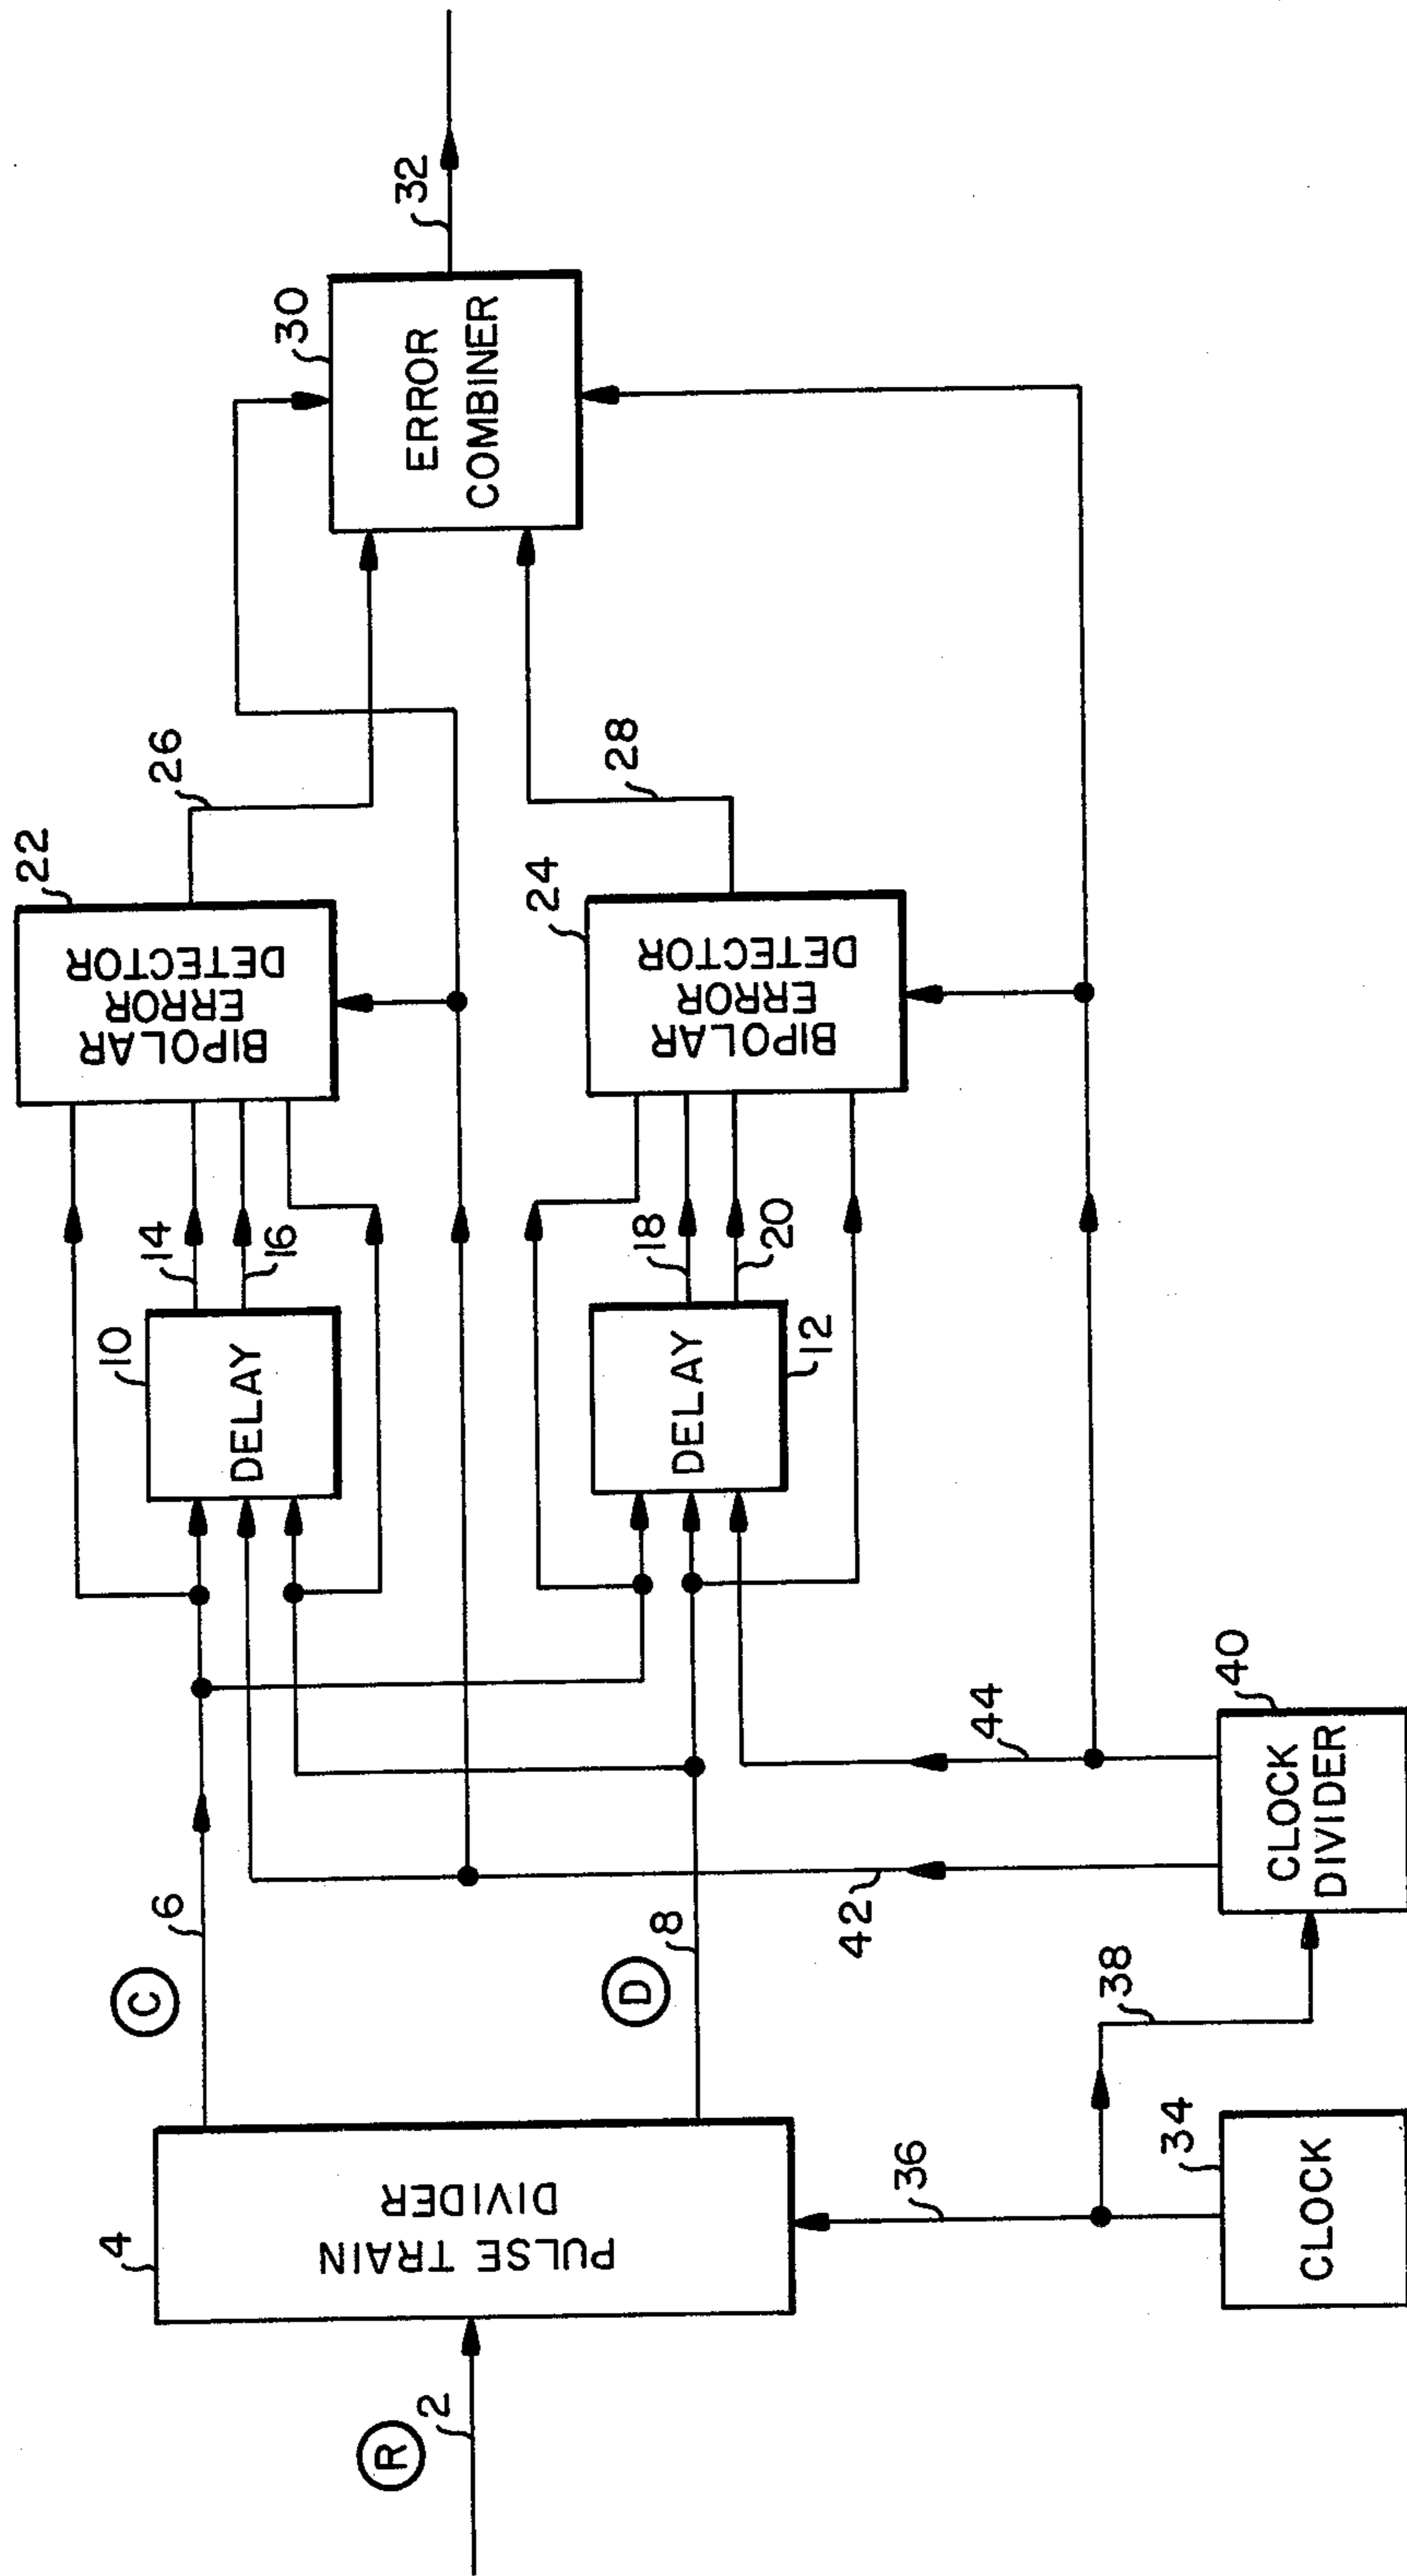 R
2
4
PULSE TRAIN
DIVIDER
C
6
D
8
36
CLOCK
34
38
CLOCK
DIVIDER
40
42
44
DELAY
10
14
16
DELAY
12
18
20
BIPOLAR
ERROR
DETECTOR
22
BIPOLAR
ERROR
DETECTOR
24
26
28
ERROR
COMBINER
30
32